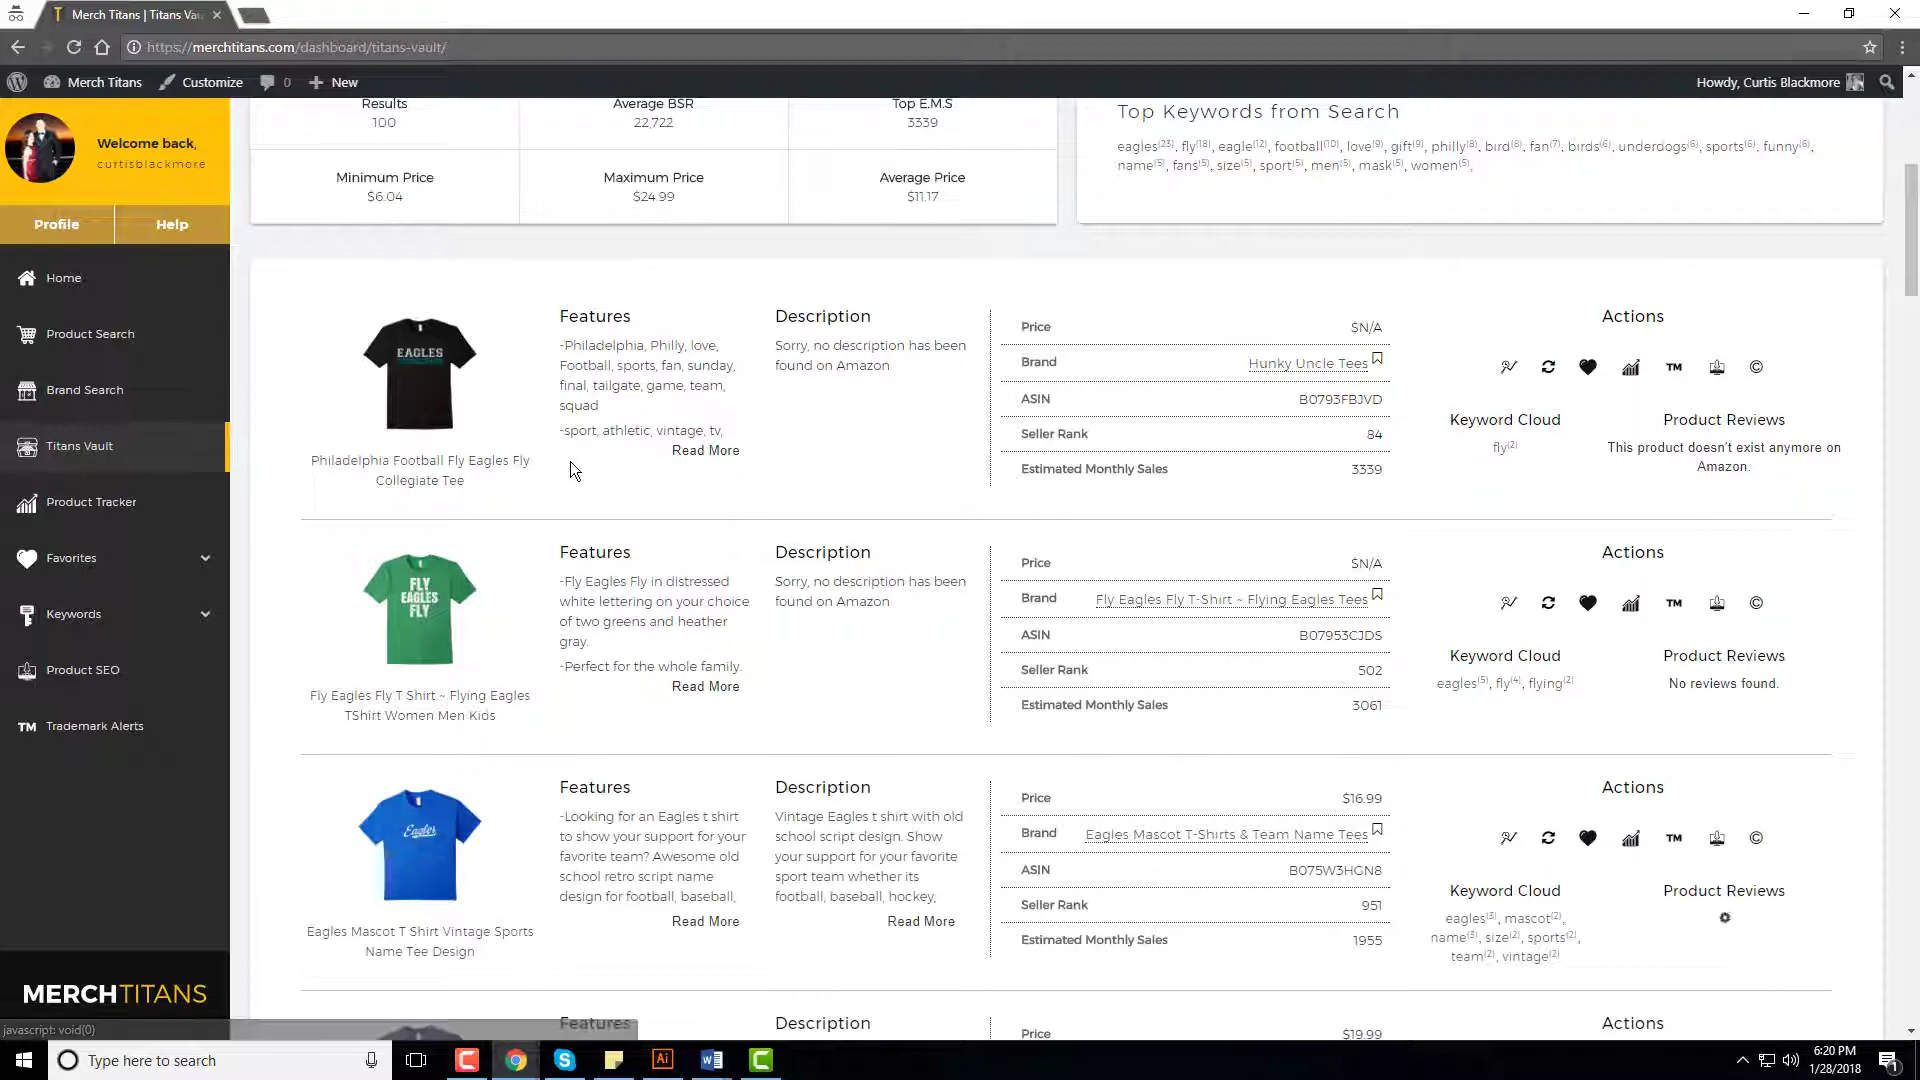 Merch Titans | Titans Vau
https://merchtitans.com/dashboard/titans-vault/
Merch Titans
Customize
0
New
Howdy, Curtis Blackmore
Welcome back,
curtisblackmore
Profile
Help
Home
Product Search
Brand Search
Titans Vault
Product Tracker
Favorites
Keywords
Product SEO
TM Trademark Alerts
MERCHTITANS
javascript: void(0)
Results
100
Average BSR
22,722
Top E.M.S
3339
Minimum Price
$6.04
Maximum Price
$24.99
Average Price
$11.17
Top Keywords from Search
eagles(23), fly(18), eagle(12), football(10), love(9), gift(9), philly(8), bird(8), fan(7), birds(6), underdogs(6), sports(6), funny(6),
name(5), fans(5), size(5), sport(5), men(5), mask(5), women(5),
EAGLES
Philadelphia Football Fly Eagles Fly
Collegiate Tee
Features
-Philadelphia, Philly, love,
Football, sports, fan, sunday,
final, tailgate, game, team,
squad
-sport, athletic, vintage, tv,
Read More
Description
Sorry, no description has been
found on Amazon
Price $N/A
Brand Hunky Uncle Tees
ASIN B0793FBJVD
Seller Rank 84
Estimated Monthly Sales 3339
Actions
TM ©
Keyword Cloud
fly(2)
Product Reviews
This product doesn't exist anymore on
Amazon.
FLY
EAGLES
FLY
Fly Eagles Fly T Shirt ~ Flying Eagles
TShirt Women Men Kids
Features
-Fly Eagles Fly in distressed
white lettering on your choice
of two greens and heather
gray.
-Perfect for the whole family.
Read More
Description
Sorry, no description has been
found on Amazon
Price $N/A
Brand Fly Eagles Fly T-Shirt ~ Flying Eagles Tees
ASIN B07953CJDS
Seller Rank 502
Estimated Monthly Sales 3061
Actions
TM ©
Keyword Cloud
eagles(5), fly(4), flying(2)
Product Reviews
No reviews found.
Eagles
Eagles Mascot T Shirt Vintage Sports
Name Tee Design
Features
-Looking for an Eagles t shirt
to show your support for your
favorite team? Awesome old
school retro script name
design for football, baseball,
Read More
Description
Vintage Eagles t shirt with old
school script design. Show
your support for your favorite
sport team whether its
football, baseball, hockey,
Read More
Price $16.99
Brand Eagles Mascot T-Shirts & Team Name Tees
ASIN B075W3HGN8
Seller Rank 951
Estimated Monthly Sales 1955
Actions
TM ©
Keyword Cloud
eagles(3), mascot(2),
name(3), size(2), sports(2),
team(2), vintage(2)
Product Reviews
Features
Description
Price $19.99
Actions
Type here to search
Ai
6:20 PM
1/28/2018
1